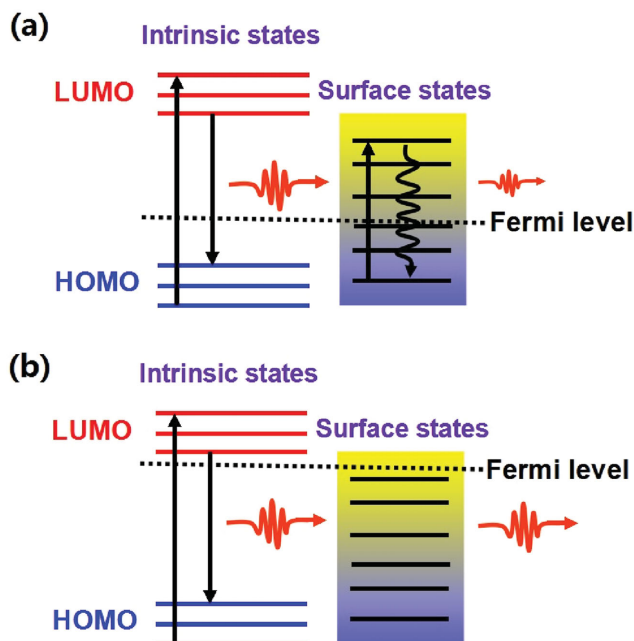 (a)
Intrinsic states
LUMO
Surface states
Fermi level
HOMO
(b)
Intrinsic states
LUMO
Surface states
Fermi level
HOMO